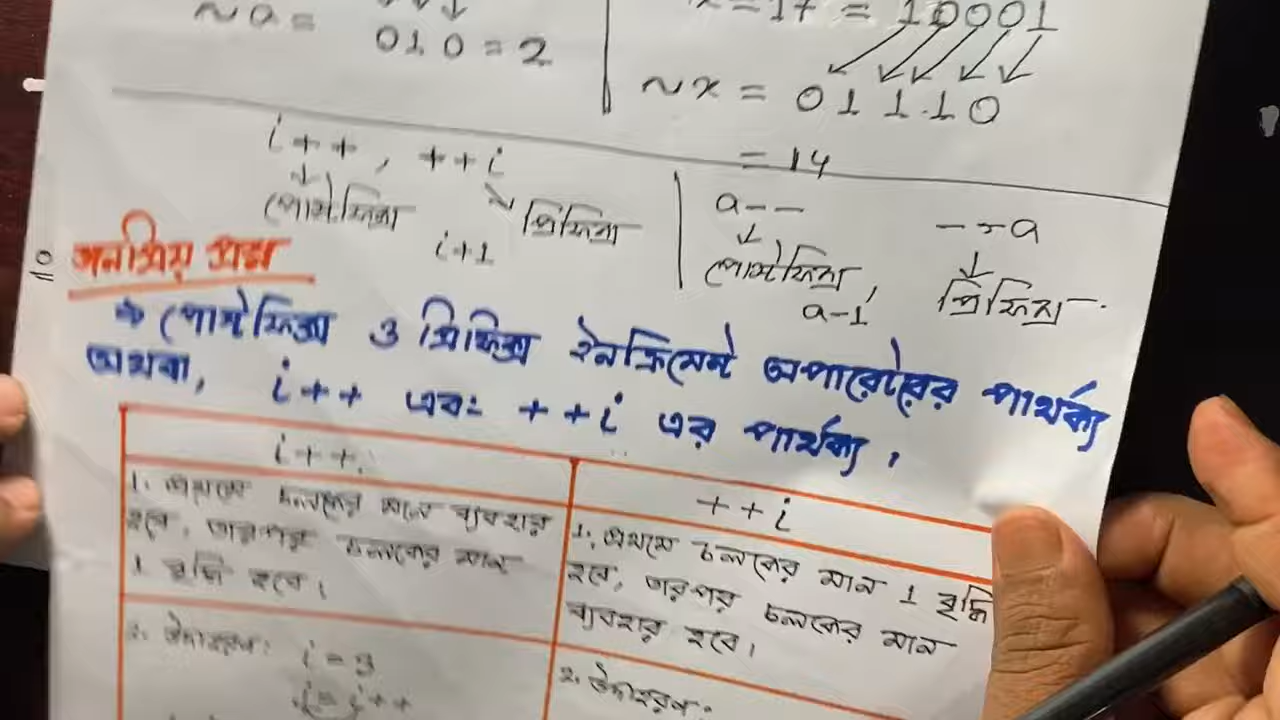 ~a =
010 = 2
x = 17 = 10001
~x = 01110
= 14
i++, ++i
পোস্টফিক্স
প্রিফিক্স
i+1
a--
--a
পোস্টফিক্স,
প্রিফিক্স
a-1
জনপ্রিয় প্রশ্ন
⇒ পোস্টফিক্স ও প্রিফিক্স ইনক্রিমেন্ট অপারেটরের পার্থক্য
অথবা, i++ এবং ++i এর পার্থক্য।
i++
1. প্রথমে চলকের মান ব্যবহার
হবে, তারপর চলকের মান
1 বৃদ্ধি হবে।
2. উদাহরণ: i = 3
j = i++
++i
1. প্রথমে চলকের মান 1 বৃদ্ধি
হবে, তারপর চলকের মান
ব্যবহার হবে।
2. উদাহরণ: